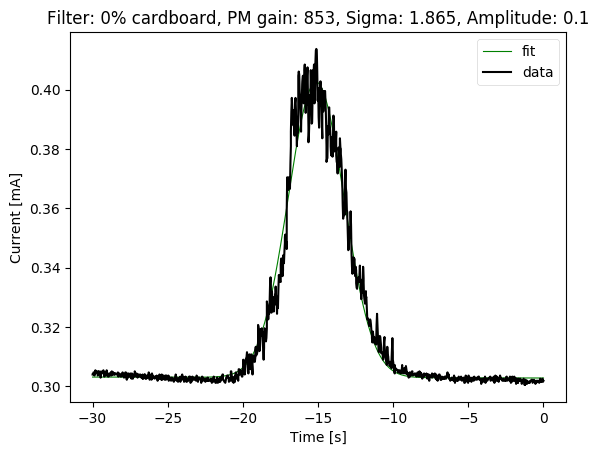 Filter: 0% cardboard, PM gain: 853, Sigma: 1.865, Amplitude: 0.1
fit
data
Current [mA]
0.40
0.38
0.36
0.34
0.32
0.30
−30
−25
−20
−15
−10
−5
0
Time [s]